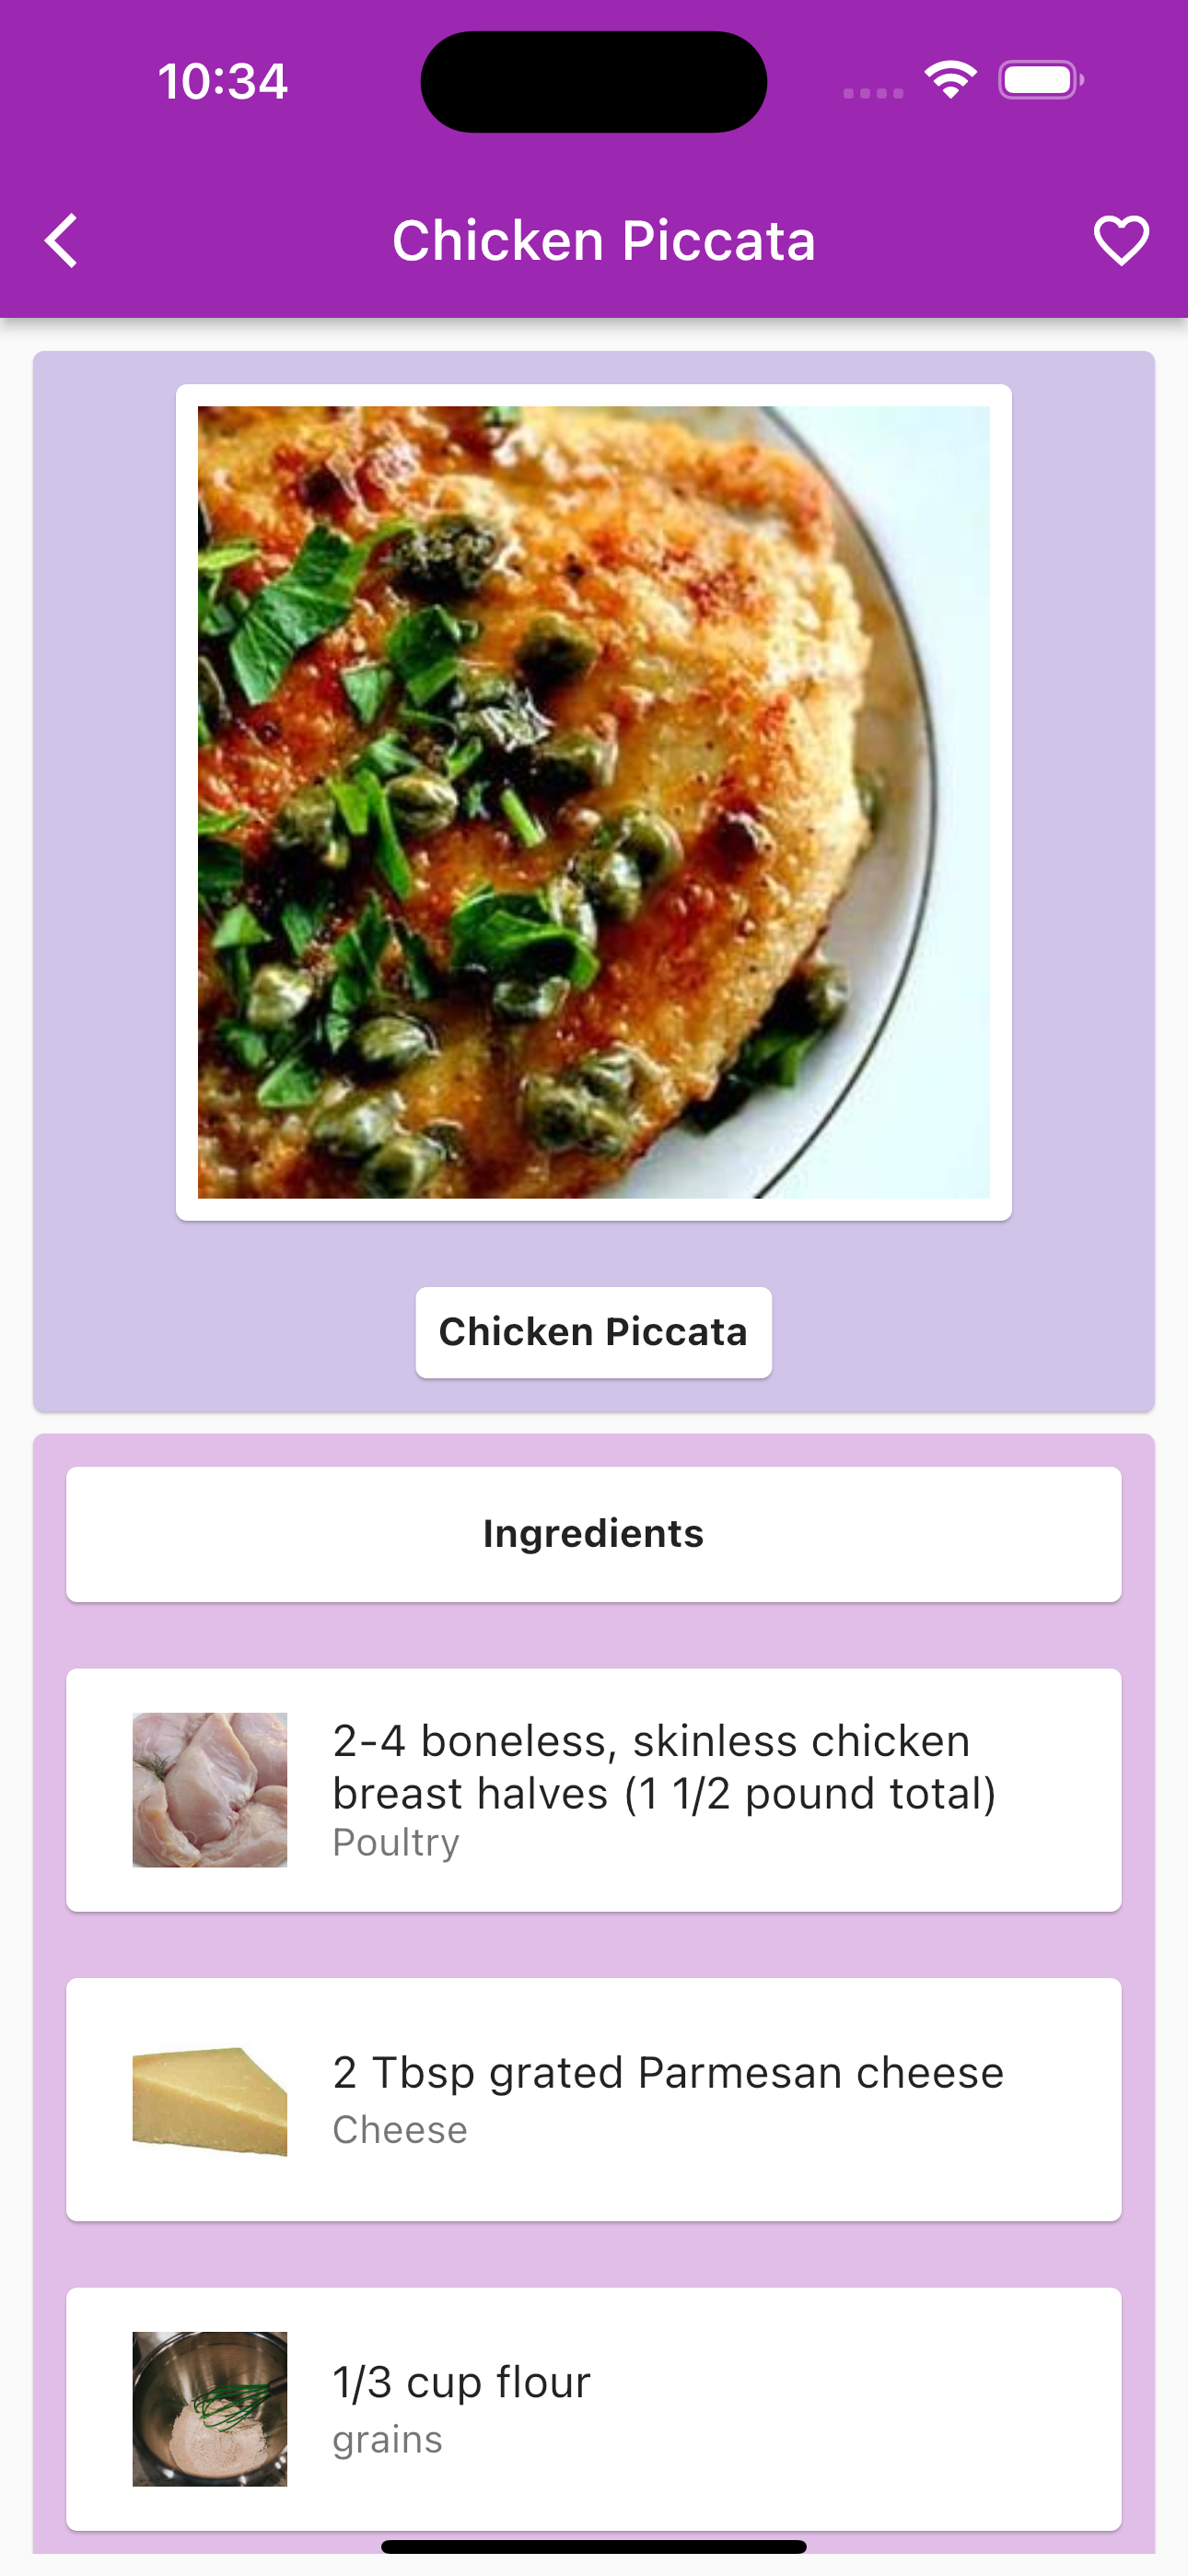 10:34
Chicken Piccata
Chicken Piccata
Ingredients
2-4 boneless, skinless chicken
breast halves (1 1/2 pound total)
Poultry
2 Tbsp grated Parmesan cheese
Cheese
1/3 cup flour
grains